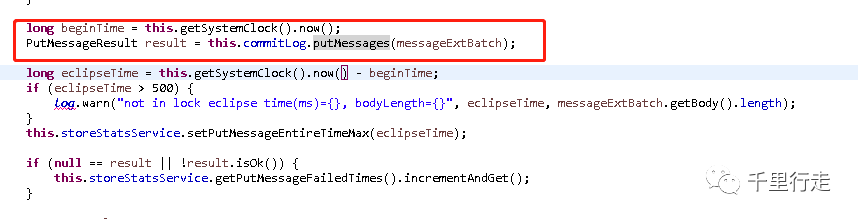 }
long beginTime = this.getSystemClock().now();
PutMessageResult result = this.commitLog.putMessages(messageExtBatch);
long eclipseTime = this.getSystemClock().now() - beginTime;
if (eclipseTime > 500) {
log.warn("not in lock eclipse time(ms)={}, bodyLength={}", eclipseTime, messageExtBatch.getBody().length);
}
this.storeStatsService.setPutMessageEntireTimeMax(eclipseTime);
if (null == result || !result.isOk()) {
this.storeStatsService.getPutMessageFailedTimes().incrementAndGet();
}
千里行走